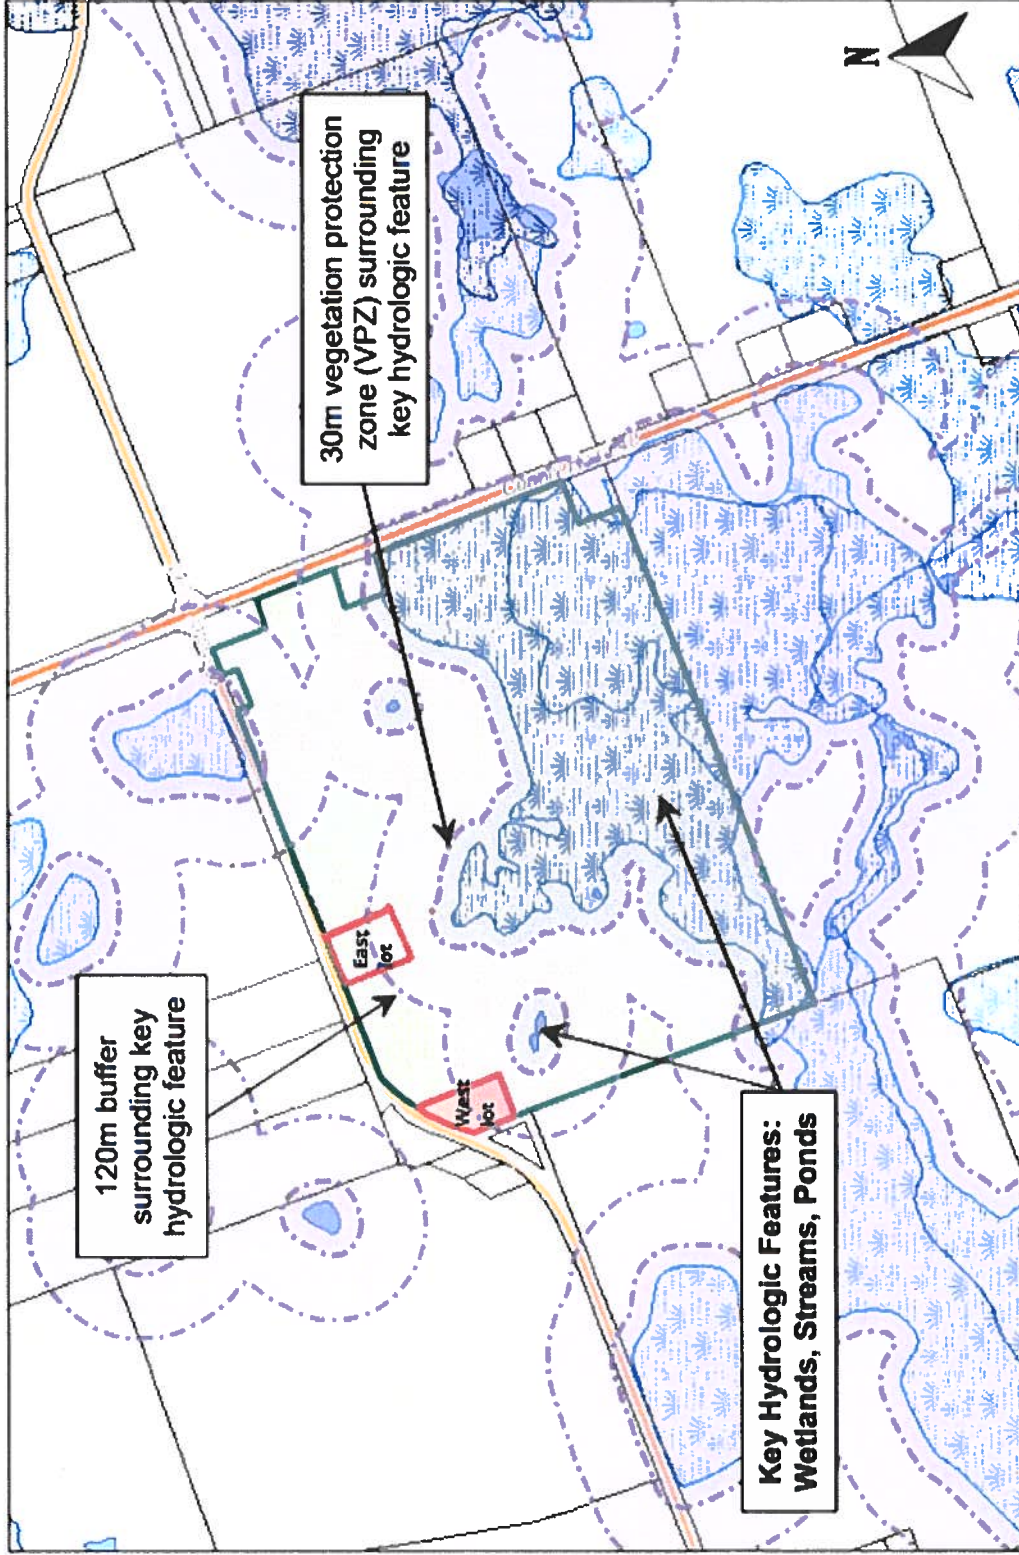 120m buffer
surrounding key
hydrologic feature
30m vegetation protection
zone (VPZ) surrounding
key hydrologic feature
N
West
lot
East
lot
Key Hydrologic Features:
Wetlands, Streams, Ponds